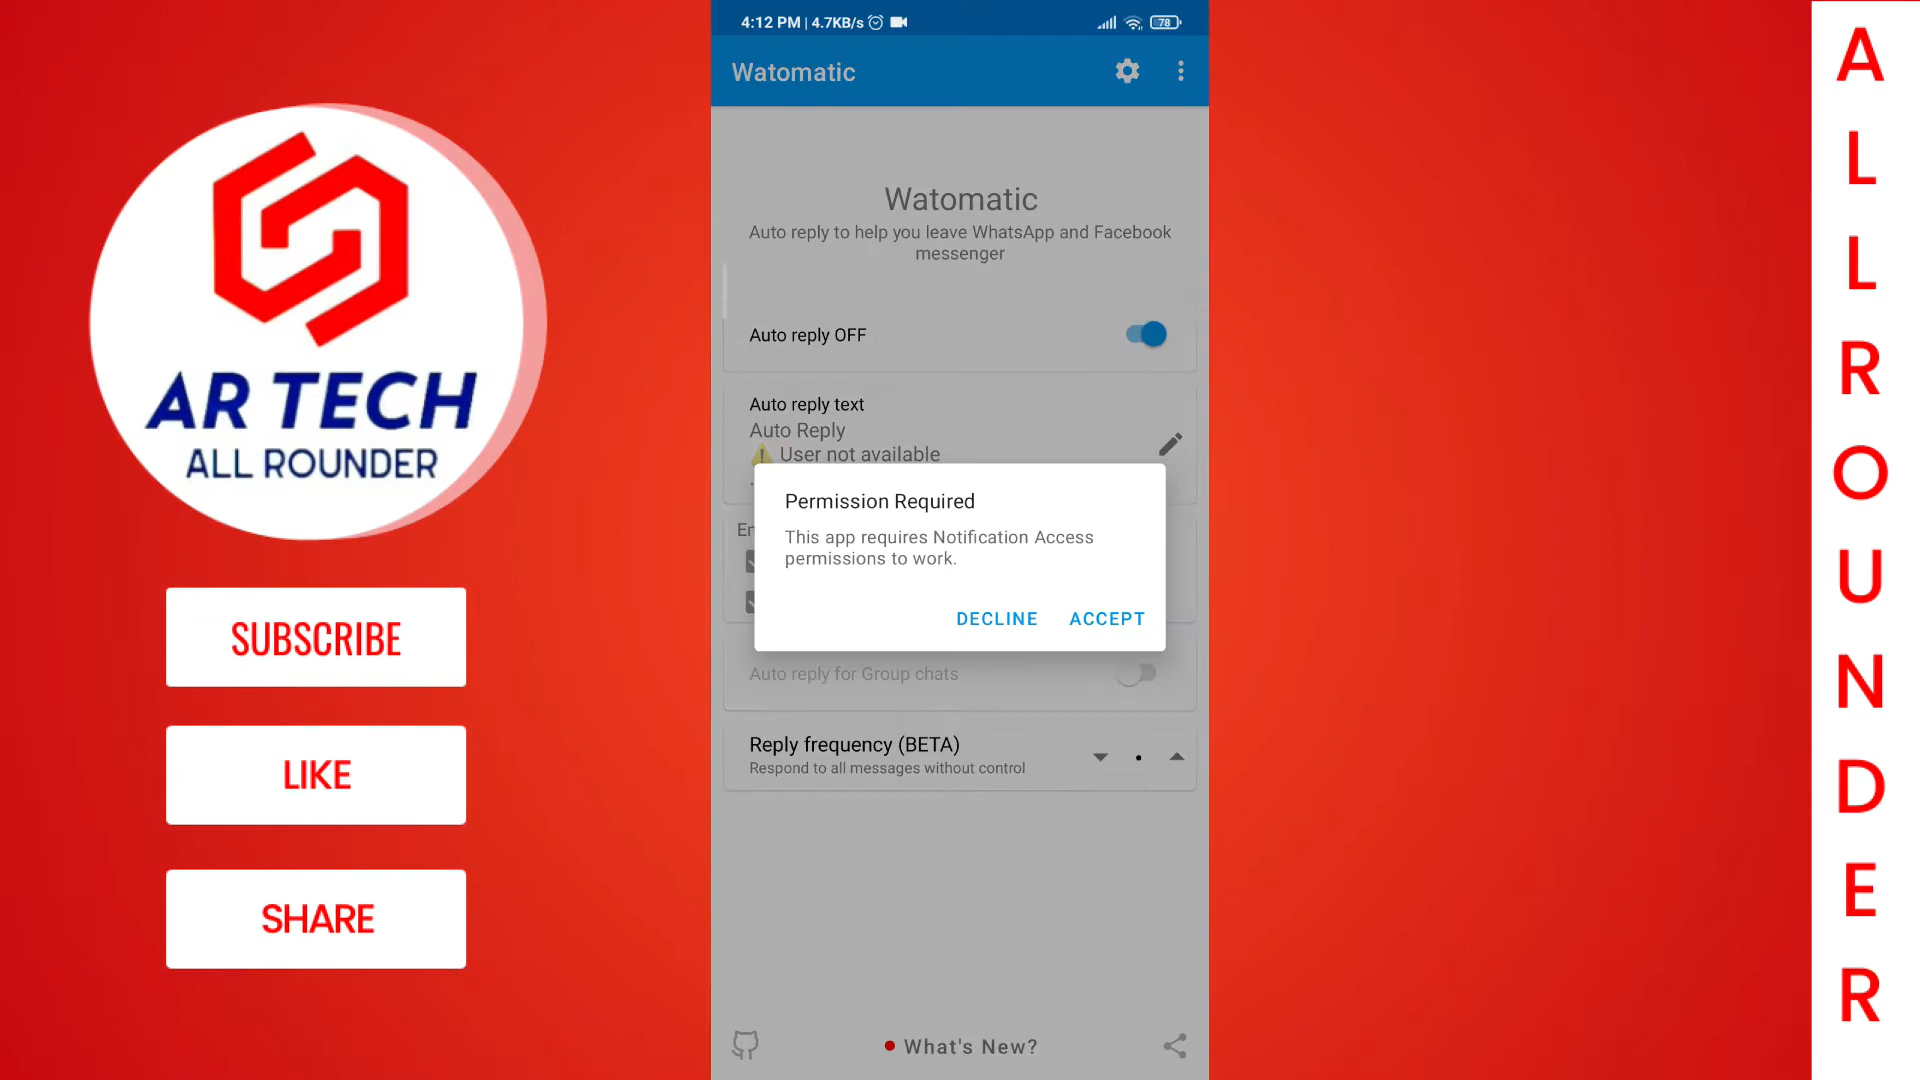 AR TECH
ALL ROUNDER
SUBSCRIBE
LIKE
SHARE
4:12 PM | 4.7KB/s
78
Watomatic
Watomatic
Auto reply to help you leave WhatsApp and Facebook
messenger
Auto reply OFF
Auto reply text
Auto Reply
User not available
En
Permission Required
This app requires Notification Access
permissions to work.
DECLINE ACCEPT
Auto reply for Group chats
Reply frequency (BETA)
Respond to all messages without control
What's New?
A
L
L
R
O
U
N
D
E
R